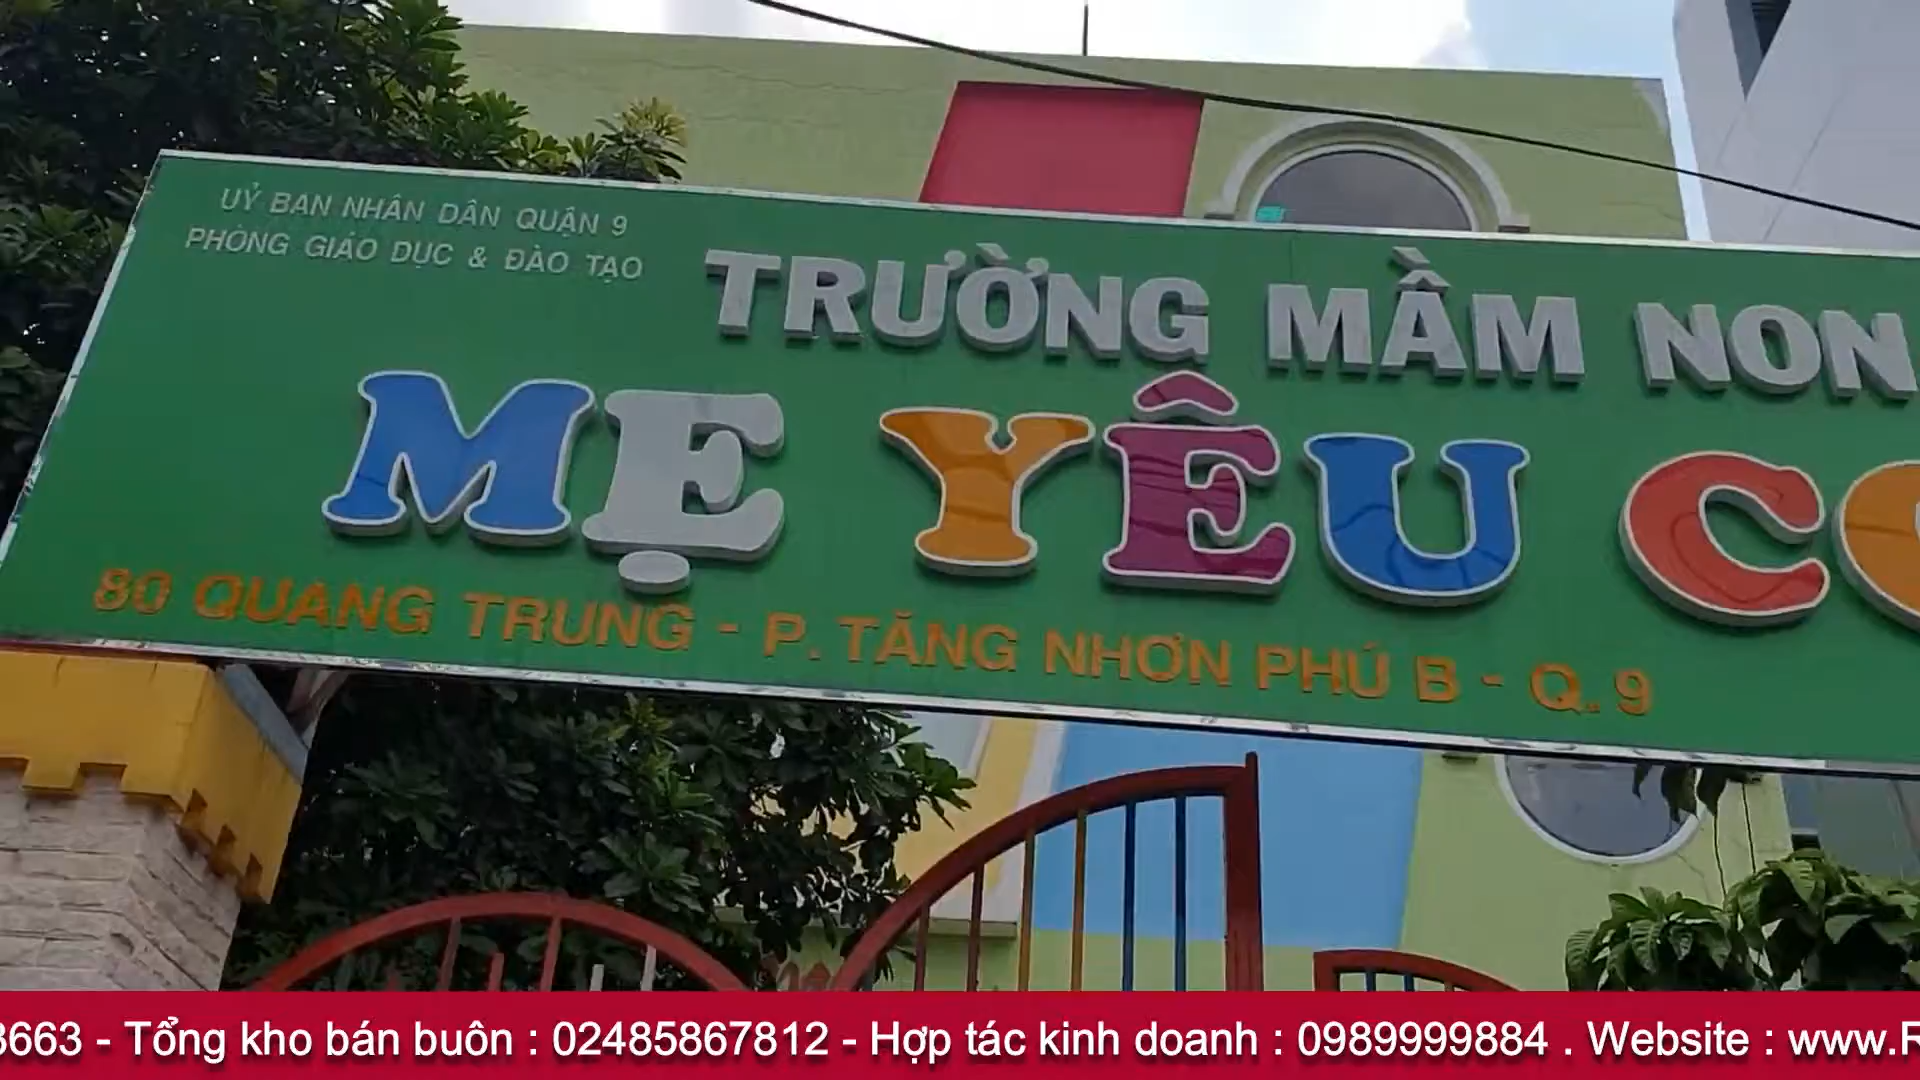 UỶ BAN NHÂN DÂN QUẬN 9
PHÒNG GIÁO DỤC & ĐÀO TẠO
TRƯỜNG MẦM NON
MẸ YÊU CO
80 QUANG TRUNG - P. TĂNG NHƠN PHÚ B - Q. 9
3663 - Tổng kho bán buôn : 02485867812 - Hợp tác kinh doanh : 0989999884 . Website : www.R